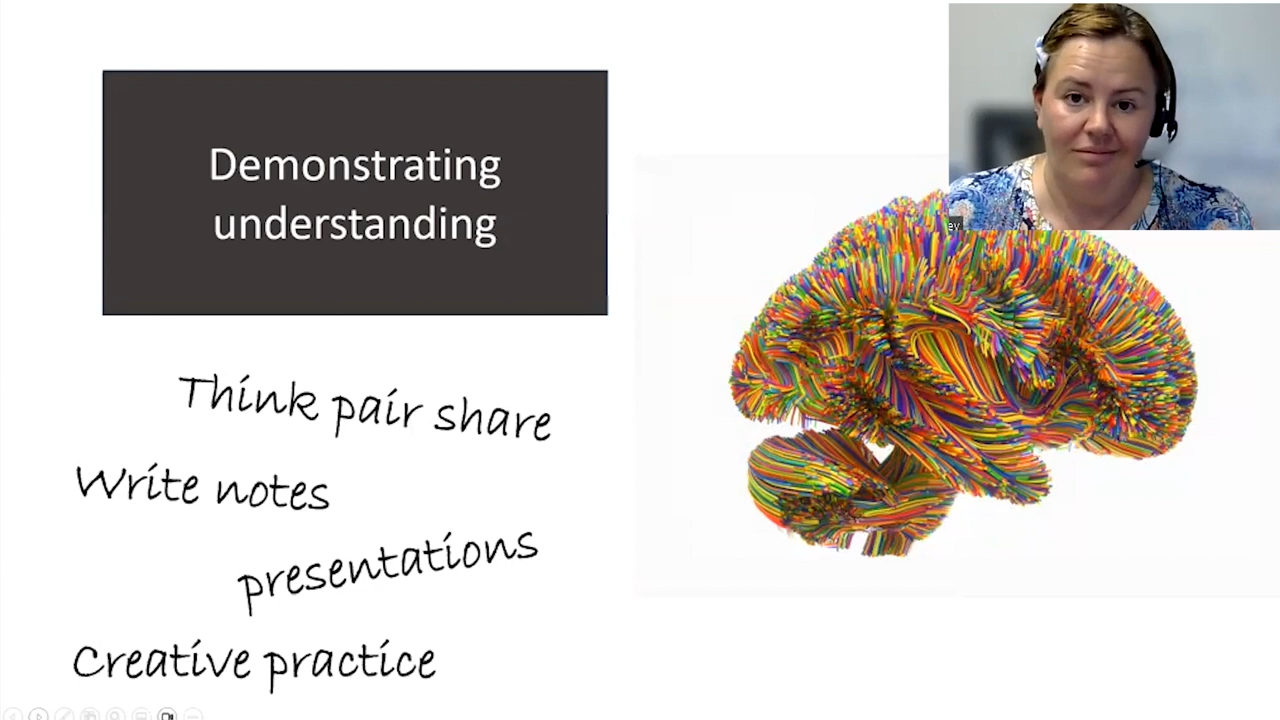 Demonstrating
understanding
Think pair share
Write notes
presentations
Creative practice